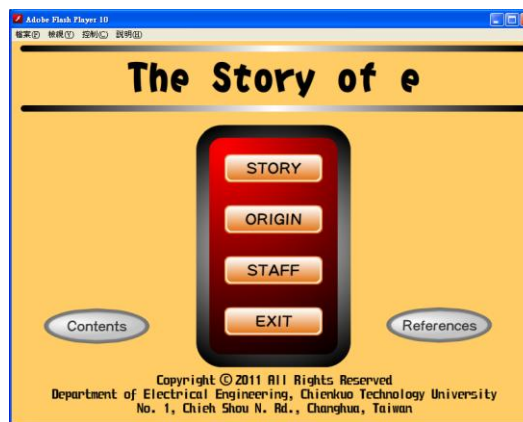 Adobe Flash Player 10
檔案(F) 檢視(V) 控制(C) 說明(H)
The Story of e
STORY
ORIGIN
STAFF
EXIT
Contents
References
Copyright © 2011 All Rights Reserved
Department of Electrical Engineering, Chienkuo Technology University
No. 1, Chieh Shou N. Rd., Changhua, Taiwan